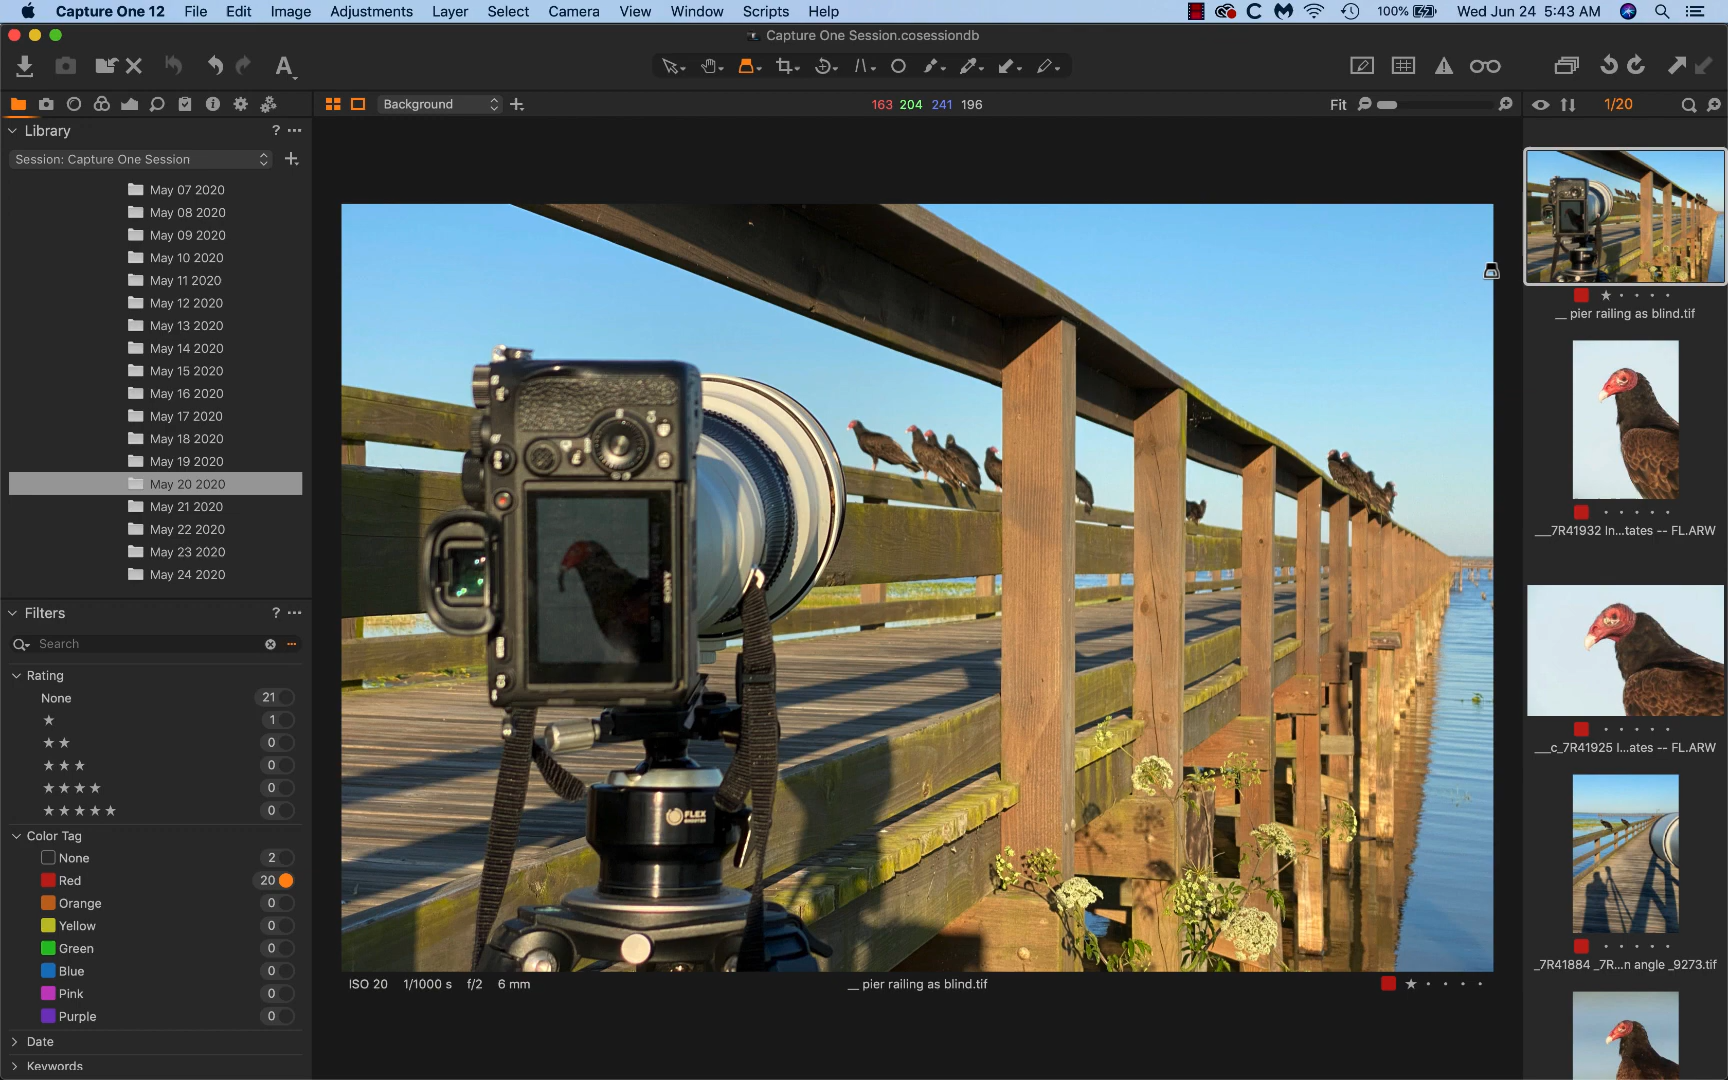 Capture One 12 File Edit Image Adjustments Layer Select Camera View Window Scripts Help 100% Wed Jun 24 5:43 AM
Capture One Session.cosessiondb
Background 163 204 241 196 Fit 1/20
Library ?
Session: Capture One Session
May 07 2020
May 08 2020
May 09 2020
May 10 2020
May 11 2020
May 12 2020
May 13 2020
May 14 2020
May 15 2020
May 16 2020
May 17 2020
May 18 2020
May 19 2020
May 20 2020
May 21 2020
May 22 2020
May 23 2020
May 24 2020
Filters ?
Search
Rating
None 21
★ 1
★ ★ 0
★ ★ ★ 0
★ ★ ★ ★ 0
★ ★ ★ ★ ★ 0
Color Tag
None 2
Red 20
Orange 0
Yellow 0
Green 0
Blue 0
Pink 0
Purple 0
Date
Keywords
FLEX
ISO 20 1/1000 s f/2 6 mm __ pier railing as blind.tif
__ pier railing as blind.tif
___7R41932 In...tates -- FL.ARW
___c_7R41925 I...ates -- FL.ARW
_7R41884 _7R...n angle _9273.tif